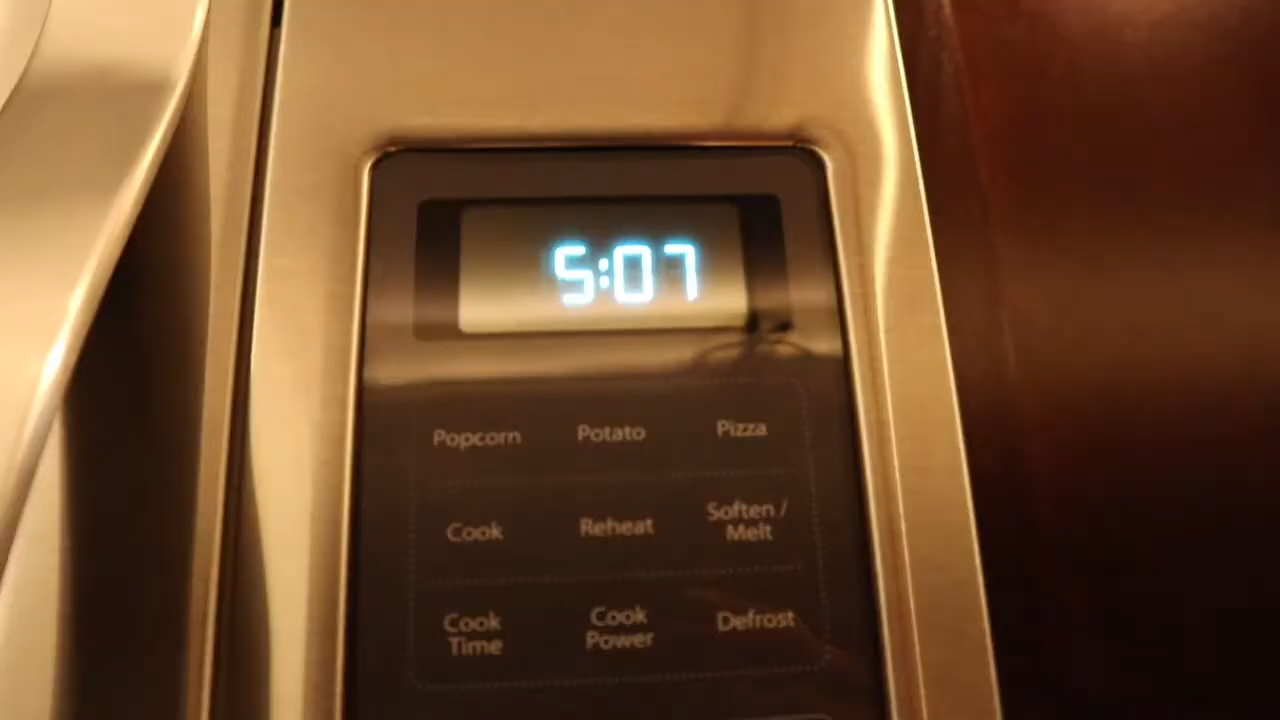 5:07
Popcorn Potato Pizza
Cook Reheat Soften /
Melt
Cook Cook Defrost
Time Power